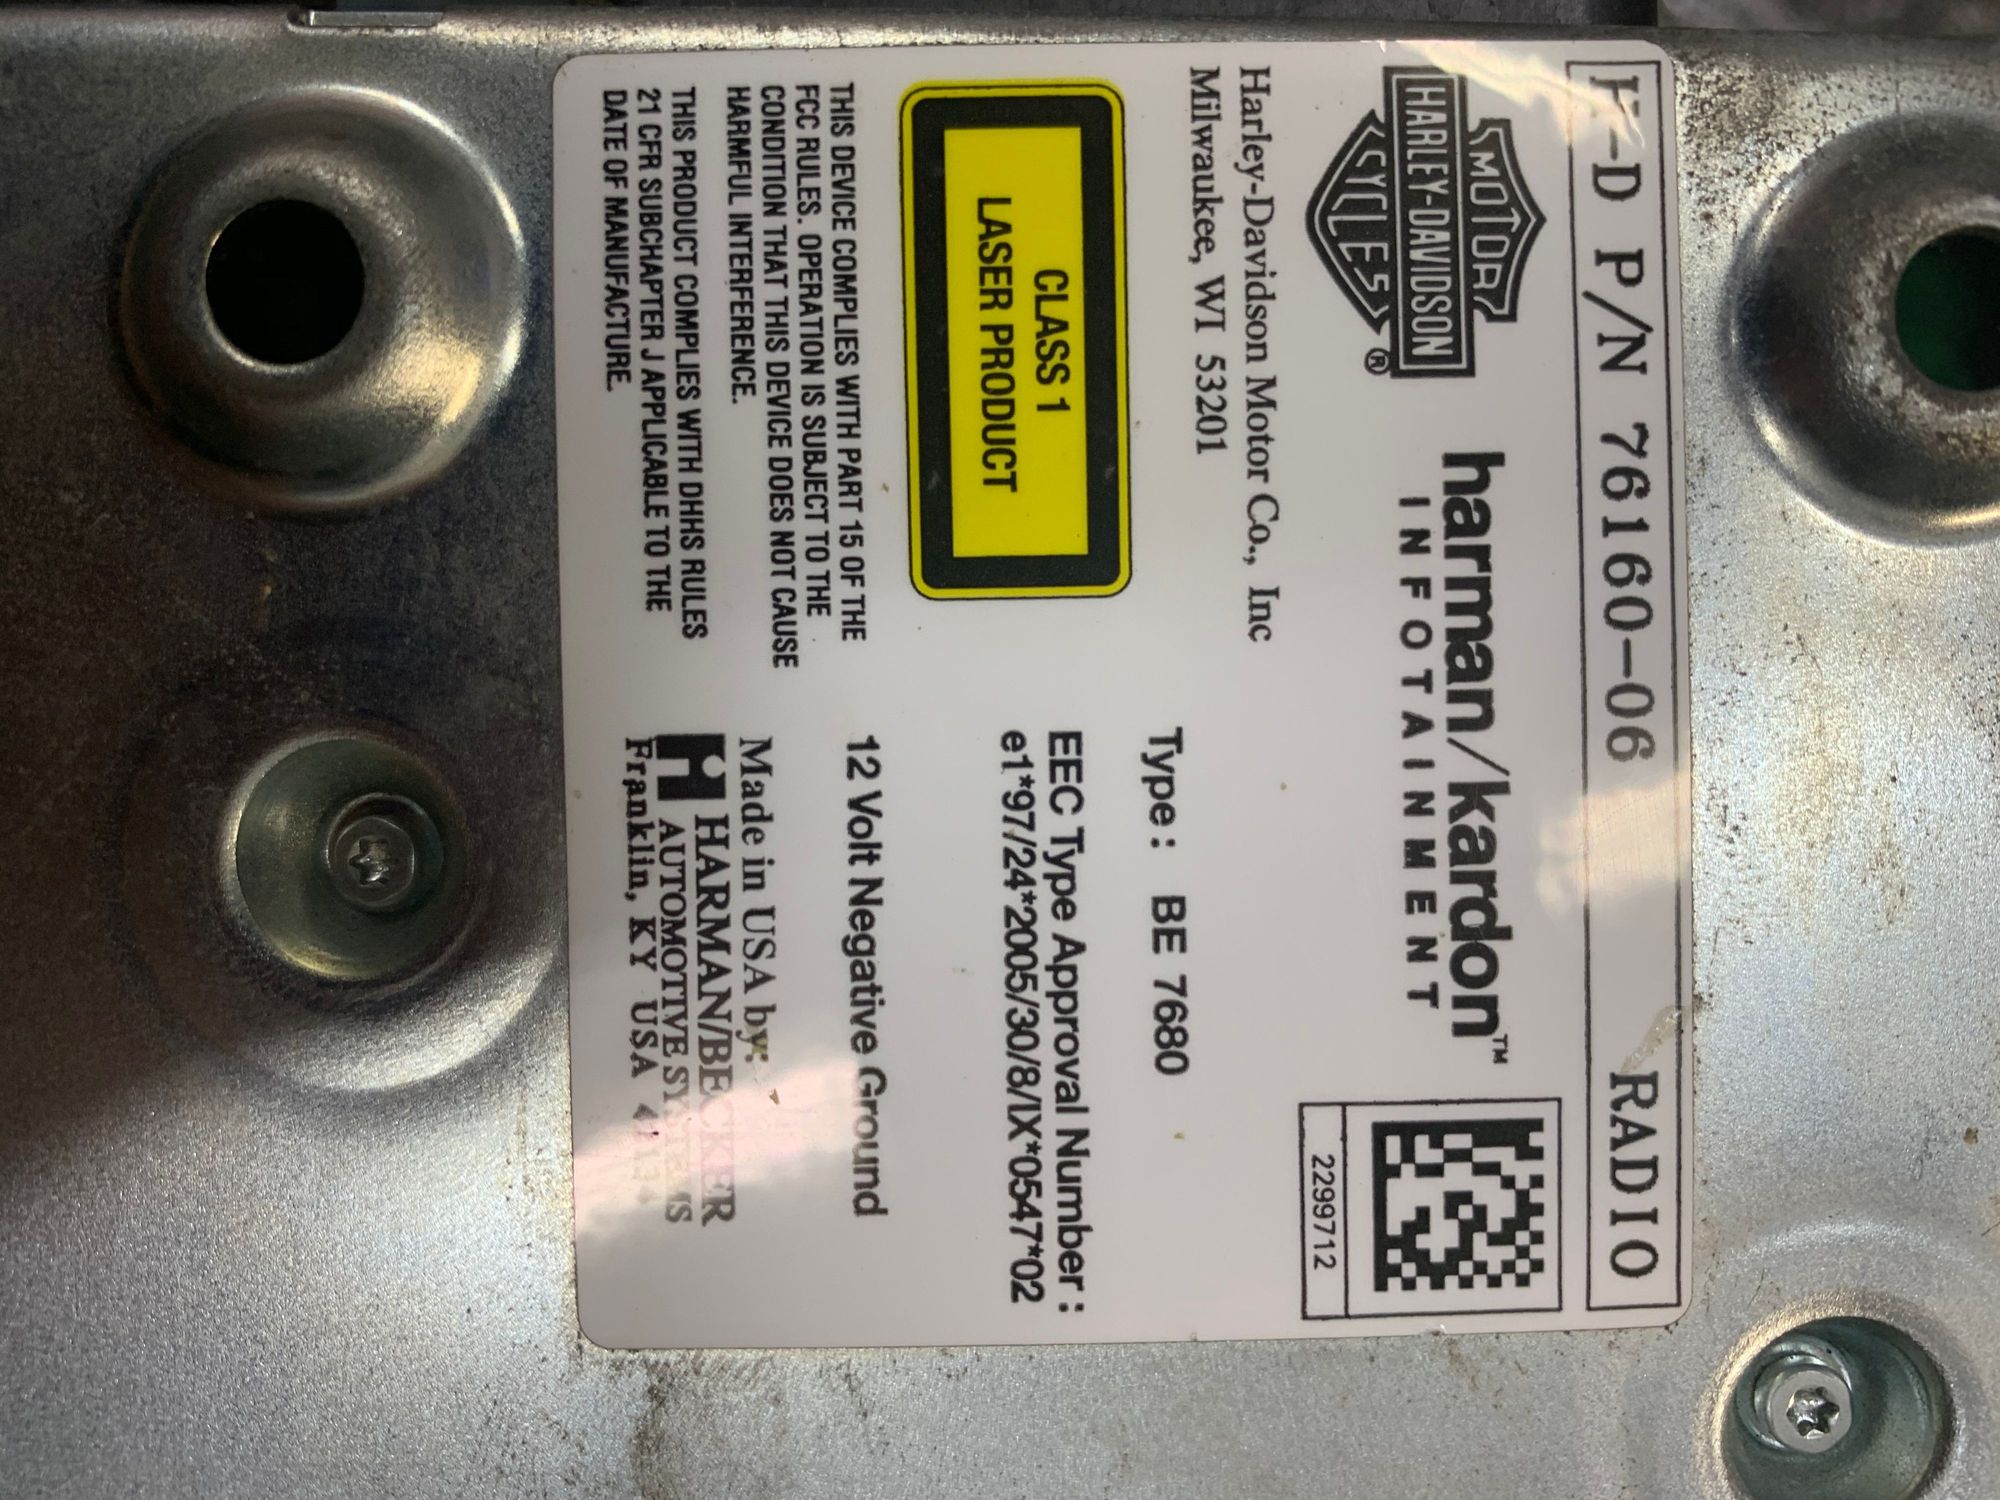 H-D P/N 76160-06 RADIO
MOTOR
HARLEY-DAVIDSON
CYCLES
®
harman/kardon™
INFOTAINMENT
2299712
Harley-Davidson Motor Co., Inc
Milwaukee, WI 53201
Type: BE 7680
CLASS 1
LASER PRODUCT
EEC Type Approval Number:
e1*97/24*2005/30/8/IX*0547*02
THIS DEVICE COMPLIES WITH PART 15 OF THE
FCC RULES. OPERATION IS SUBJECT TO THE
CONDITION THAT THIS DEVICE DOES NOT CAUSE
HARMFUL INTERFERENCE.
12 Volt Negative Ground
THIS PRODUCT COMPLIES WITH DHHS RULES
21 CFR SUBCHAPTER J APPLICABLE TO THE
DATE OF MANUFACTURE.
Made in USA by:
HARMAN/BECKER
AUTOMOTIVE SYSTEMS
Franklin, KY USA